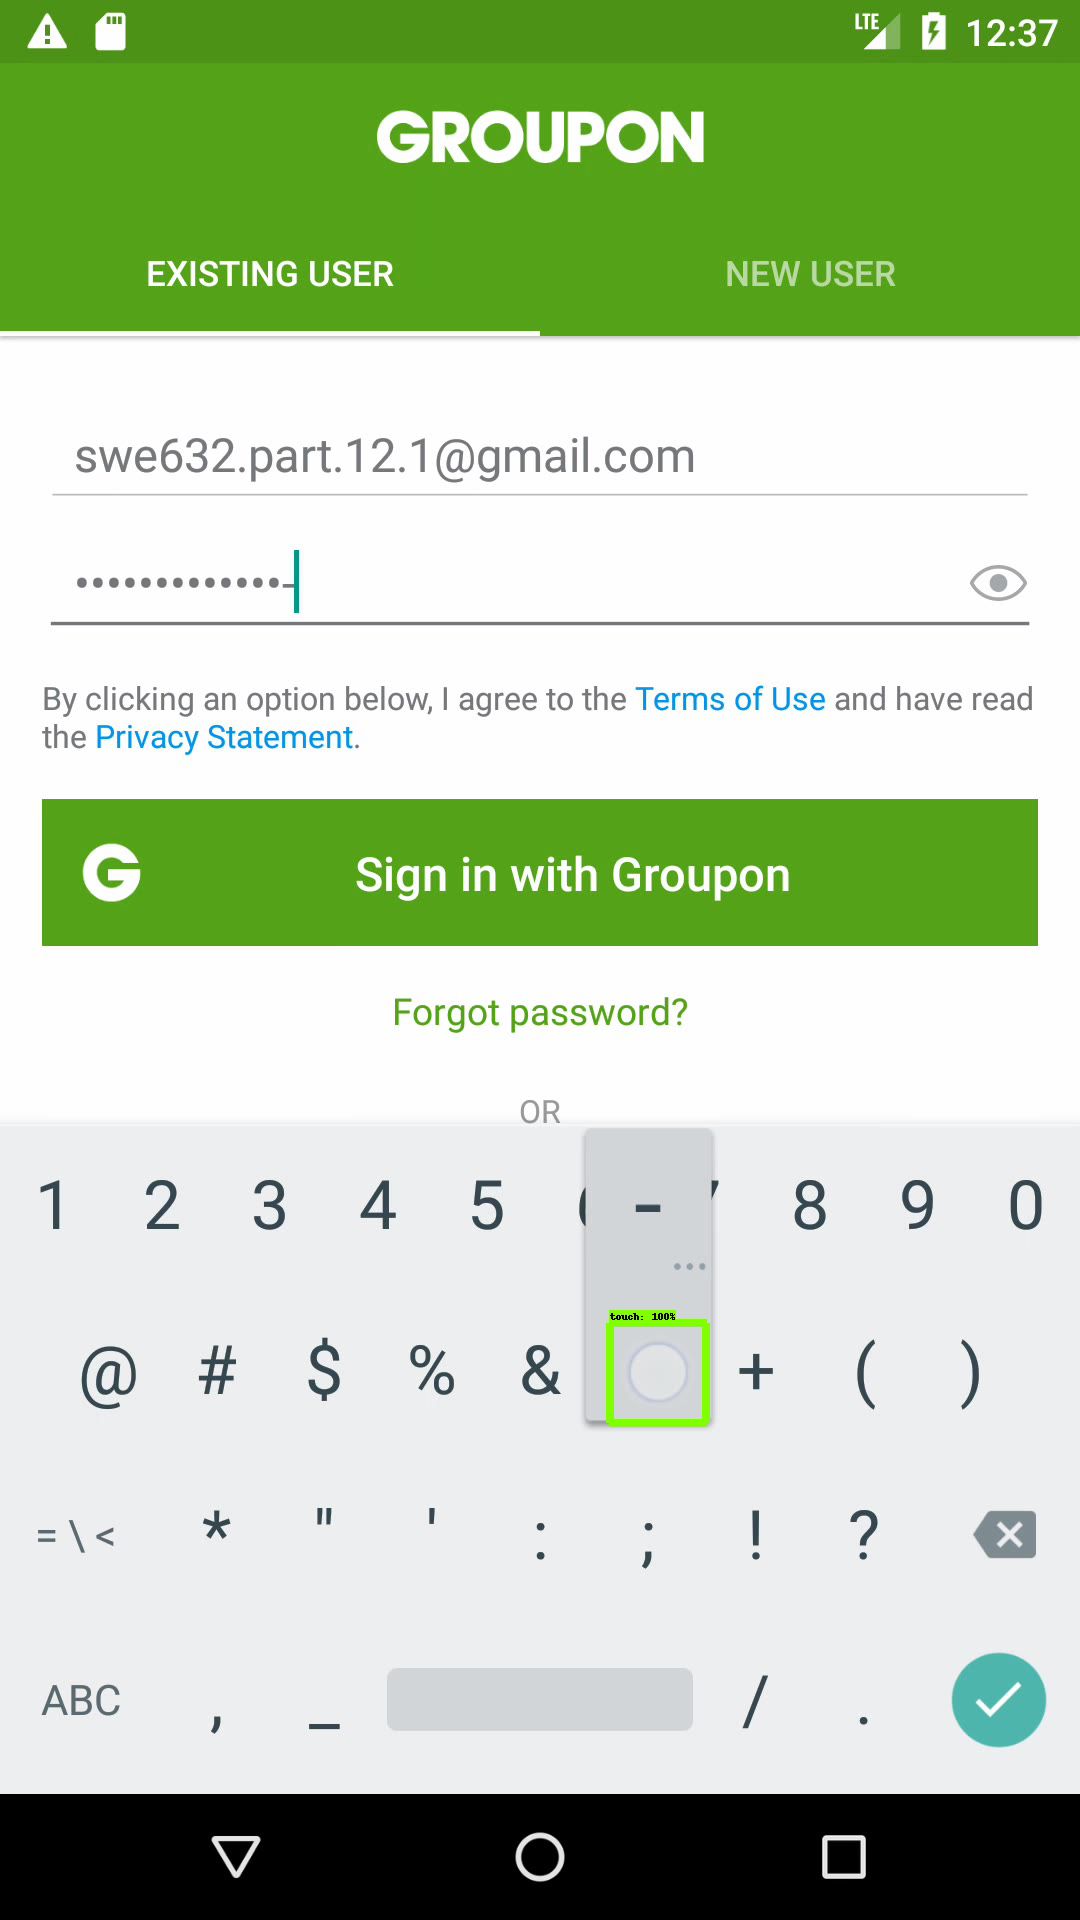 LTE 12:37
GROUPON
EXISTING USER NEW USER
swe632.part.12.1@gmail.com
•••••••••••••-
By clicking an option below, I agree to the Terms of Use and have read
the Privacy Statement.
G Sign in with Groupon
Forgot password?
OR
1 2 3 4 5 - 8 9 0
...
touch: 100%
@ # $ % & + ( )
= \ < * " ' : ; ! ?
ABC , _ / .